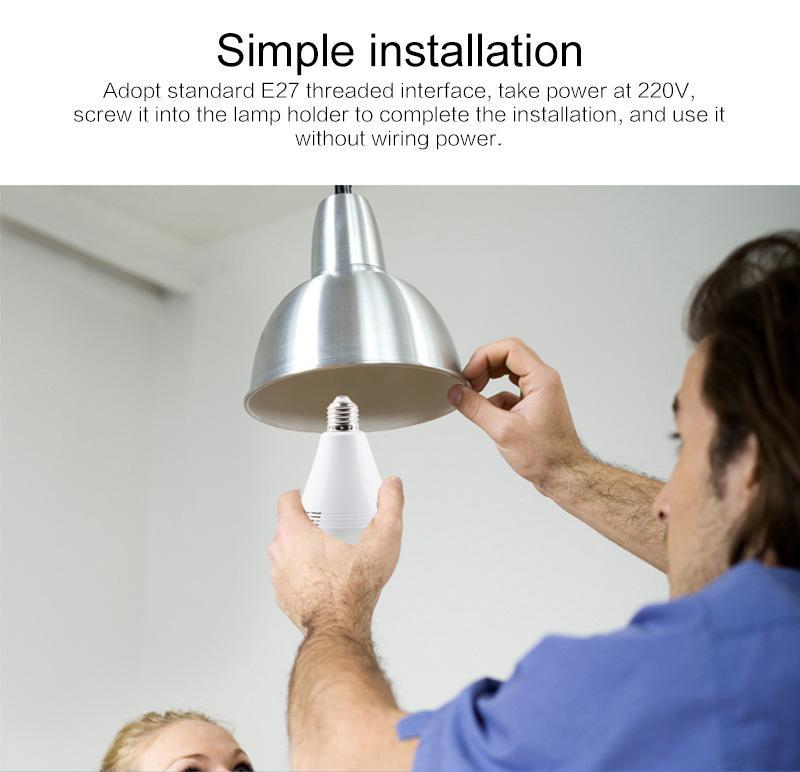 Simple installation
Adopt standard E27 threaded interface, take power at 220V,
screw it into the lamp holder to complete the installation, and use it
without wiring power.